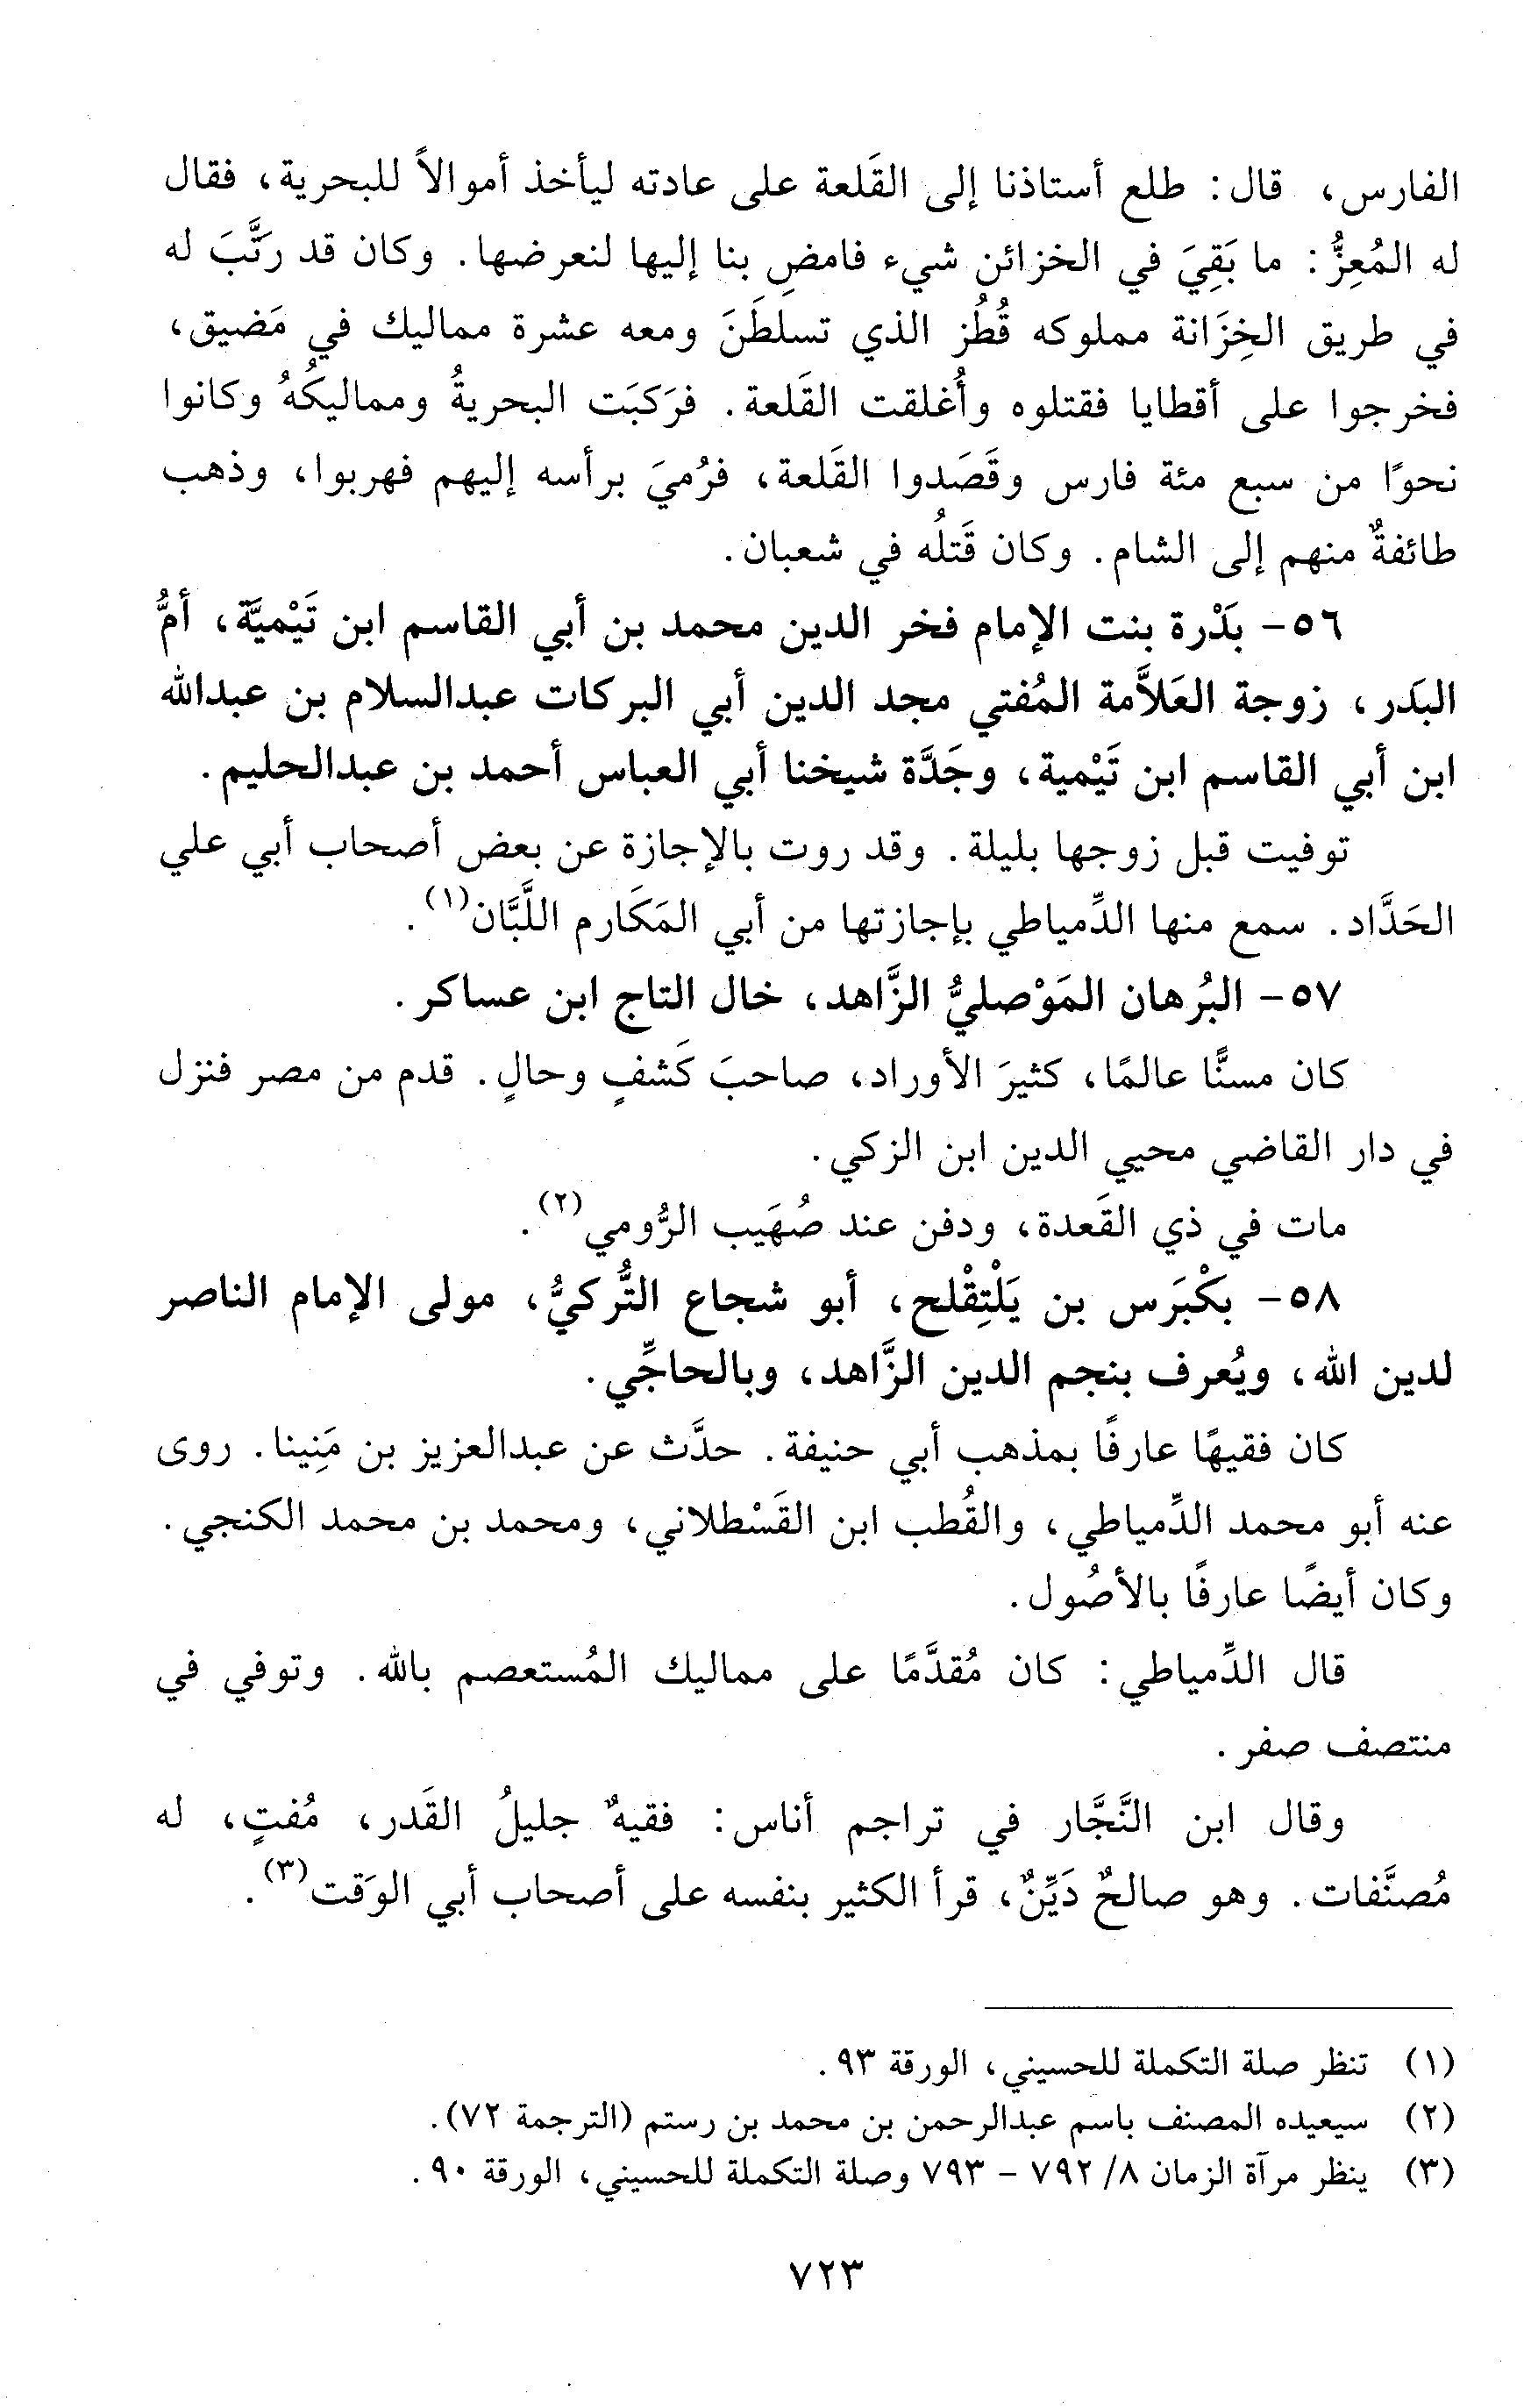 الفارس، قال: طلع أستاذنا إلى القَلعة على عادته ليأخذ أموالاً للبحرية، فقال
له المُعِزُّ: ما بَقِيَ في الخزائن شيء فامضِ بنا إليها لنعرضها. وكان قد رَتَّبَ له
في طريق الخِزَانة مملوكه قُطُز الذي تسلطَنَ ومعه عشرة مماليك في مَضيق،
فخرجوا على أقطايا فقتلوه وأُغلقت القَلعة. فرَكبَت البحريةُ ومماليكُهُ وكانوا
نحوًا من سبع مئة فارس وقَصَدوا القَلعة، فرُميَ برأسه إليهم فهربوا، وذهب
طائفةٌ منهم إلى الشام. وكان قَتلُه في شعبان.
٥٦- بَدْرة بنت الإمام فخر الدين محمد بن أبي القاسم ابن تَيْميَّة، أمُّ
البَدر، زوجة العَلاَّمة المُفتي مجد الدين أبي البركات عبدالسلام بن عبدالله
ابن أبي القاسم ابن تَيْمية، وجَدَّة شيخنا أبي العباس أحمد بن عبدالحليم.
توفيت قبل زوجها بليلة. وقد روت بالإجازة عن بعض أصحاب أبي علي
الحَدَّاد. سمع منها الدِّمياطي بإجازتها من أبي المَكَارم اللَّبَّان(١).
٥٧- البُرهان المَوْصليُّ الزَّاهد، خال التاج ابن عساكر.
كان مسنًّا عالمًا، كثيرَ الأوراد، صاحبَ كَشفٍ وحالٍ. قدم من مصر فنزل
في دار القاضي محيي الدين ابن الزكي.
مات في ذي القَعدة، ودفن عند صُهَيب الرُّومي(٢).
٥٨- بَكْبَرَس بن يَلْتِقْلح، أبو شجاع التُّركيُّ، مولى الإمام الناصر
لدين الله، ويُعرف بنجم الدين الزَّاهد، وبالحاجِّي.
كان فقيهًا عارفًا بمذهب أبي حنيفة. حدَّث عن عبدالعزيز بن مَنِينا. روى
عنه أبو محمد الدِّمياطي، والقُطب ابن القَسْطلاني، ومحمد بن محمد الكنجي.
وكان أيضًا عارفًا بالأصُول.
قال الدِّمياطي: كان مُقدَّمًا على مماليك المُستعصم بالله. وتوفي في
منتصف صفر.
وقال ابن النَّجَّار في تراجم أناس: فقيهٌ جليلُ القَدر، مُفتٍ، له
مُصنَّفات. وهو صالحٌ دَيِّنٌ، قرأ الكثير بنفسه على أصحاب أبي الوَقت(٣).
(١) تنظر صلة التكملة للحسيني، الورقة ٩٣.
(٢) سيعيده المصنف باسم عبدالرحمن بن محمد بن رستم (الترجمة ٧٢).
(٣) ينظر مرآة الزمان ٨/ ٧٩٢ - ٧٩٣ وصلة التكملة للحسيني، الورقة ٩٠.
٧٢٣